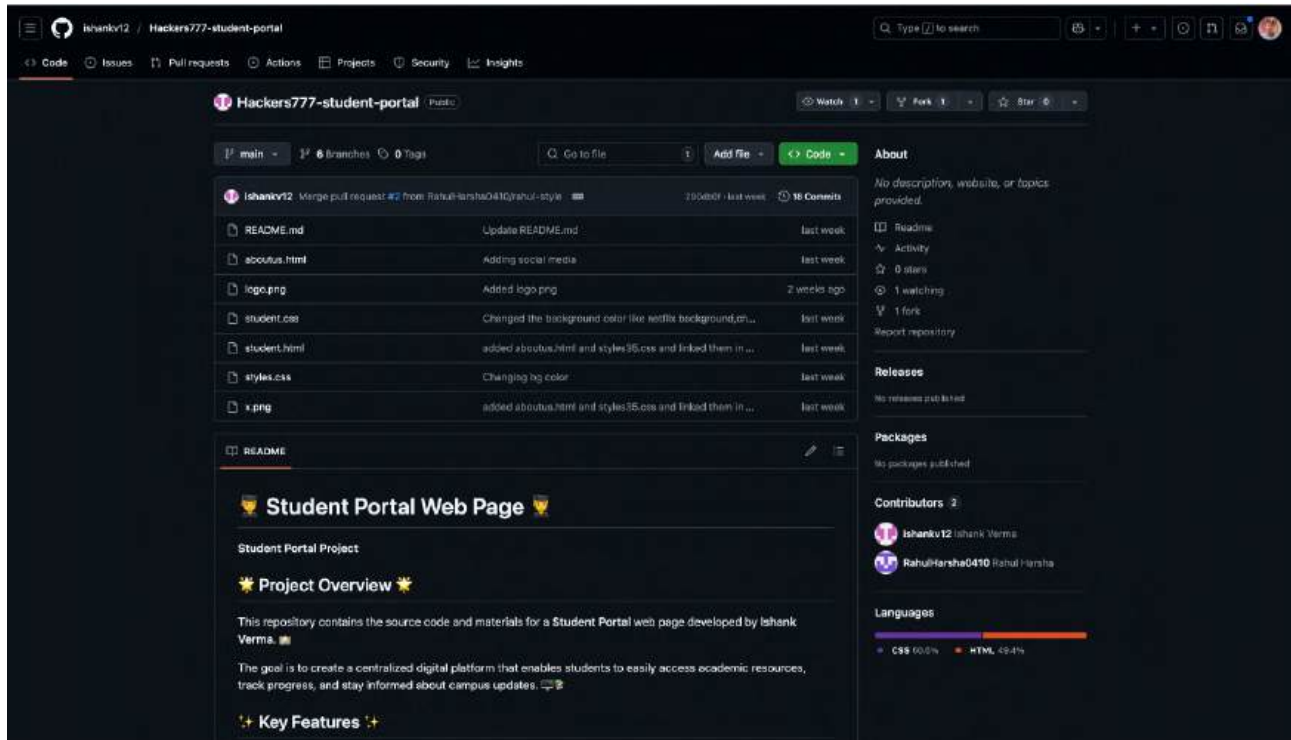 ishankv12 / Hackers777-student-portal
Type / to search
Code Issues Pull requests Actions Projects Security Insights
Hackers777-student-portal Public
Watch 1 Fork 1 Star 0
main 6 Branches 0 Tags Go to file t Add file Code
ishankv12 Merge pull request #2 from RahulHarsha0410/rahul-style last week 16 Commits
README.md Update README.md last week
aboutus.html Adding social media last week
logo.png Added logo.png 2 weeks ago
student.css Changed the background color like netflix background,ch... last week
student.html added aboutus.html and styles35.css and linked them in ... last week
styles.css Changing bg color last week
x.png added aboutus.html and styles35.css and linked them in ... last week
README
Student Portal Web Page
Student Portal Project
Project Overview
This repository contains the source code and materials for a Student Portal web page developed by Ishank
Verma.
The goal is to create a centralized digital platform that enables students to easily access academic resources,
track progress, and stay informed about campus updates.
Key Features
About
No description, website, or topics
provided.
Readme
Activity
0 stars
1 watching
1 fork
Report repository
Releases
No releases published
Packages
No packages published
Contributors 2
ishankv12 Ishank Verma
RahulHarsha0410 Rahul Harsha
Languages
CSS 50.6% HTML 49.4%